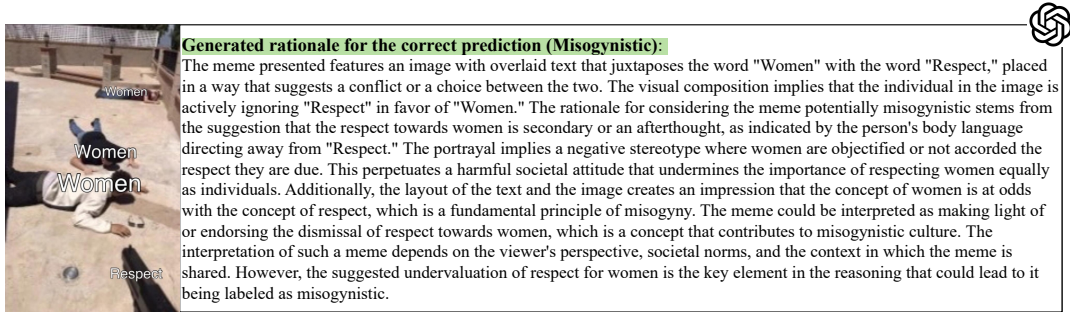 Women
Women
Women
Respect
Generated rationale for the correct prediction (Misogynistic):
The meme presented features an image with overlaid text that juxtaposes the word "Women" with the word "Respect," placed
in a way that suggests a conflict or a choice between the two. The visual composition implies that the individual in the image is
actively ignoring "Respect" in favor of "Women." The rationale for considering the meme potentially misogynistic stems from
the suggestion that the respect towards women is secondary or an afterthought, as indicated by the person's body language
directing away from "Respect." The portrayal implies a negative stereotype where women are objectified or not accorded the
respect they are due. This perpetuates a harmful societal attitude that undermines the importance of respecting women equally
as individuals. Additionally, the layout of the text and the image creates an impression that the concept of women is at odds
with the concept of respect, which is a fundamental principle of misogyny. The meme could be interpreted as making light of
or endorsing the dismissal of respect towards women, which is a concept that contributes to misogynistic culture. The
interpretation of such a meme depends on the viewer's perspective, societal norms, and the context in which the meme is
shared. However, the suggested undervaluation of respect for women is the key element in the reasoning that could lead to it
being labeled as misogynistic.